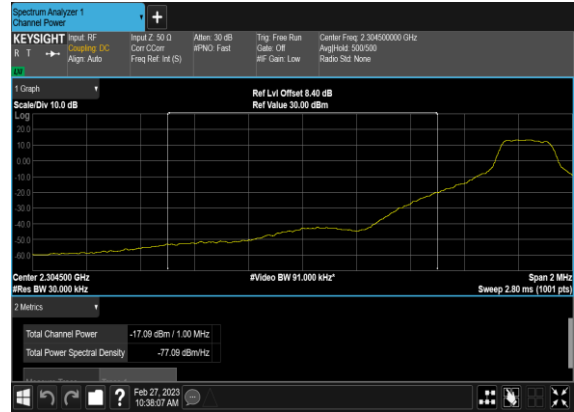 Spectrum Analyzer 1
Channel Power
+
KEYSIGHT
R T
LM
Input: RF
Coupling: DC
Align: Auto
Input Z: 50 Ω
Corr CCorr
Freq Ref: Int (S)
Atten: 30 dB
#PNO: Fast
Trig: Free Run
Gate: Off
#IF Gain: Low
Center Freq: 2.304500000 GHz
Avg|Hold: 500/500
Radio Std: None
1 Graph
Scale/Div 10.0 dB
Ref Lvl Offset 8.40 dB
Ref Value 30.00 dBm
Log
20.0
10.0
0.00
-10.0
-20.0
-30.0
-40.0
-50.0
-60.0
Center 2.304500 GHz
#Video BW 91.000 kHz*
Span 2 MHz
#Res BW 30.000 kHz
Sweep 2.80 ms (1001 pts)
2 Metrics
Total Channel Power -17.09 dBm / 1.00 MHz
Total Power Spectral Density -77.09 dBm/Hz
?
Feb 27, 2023
10:38:07 AM